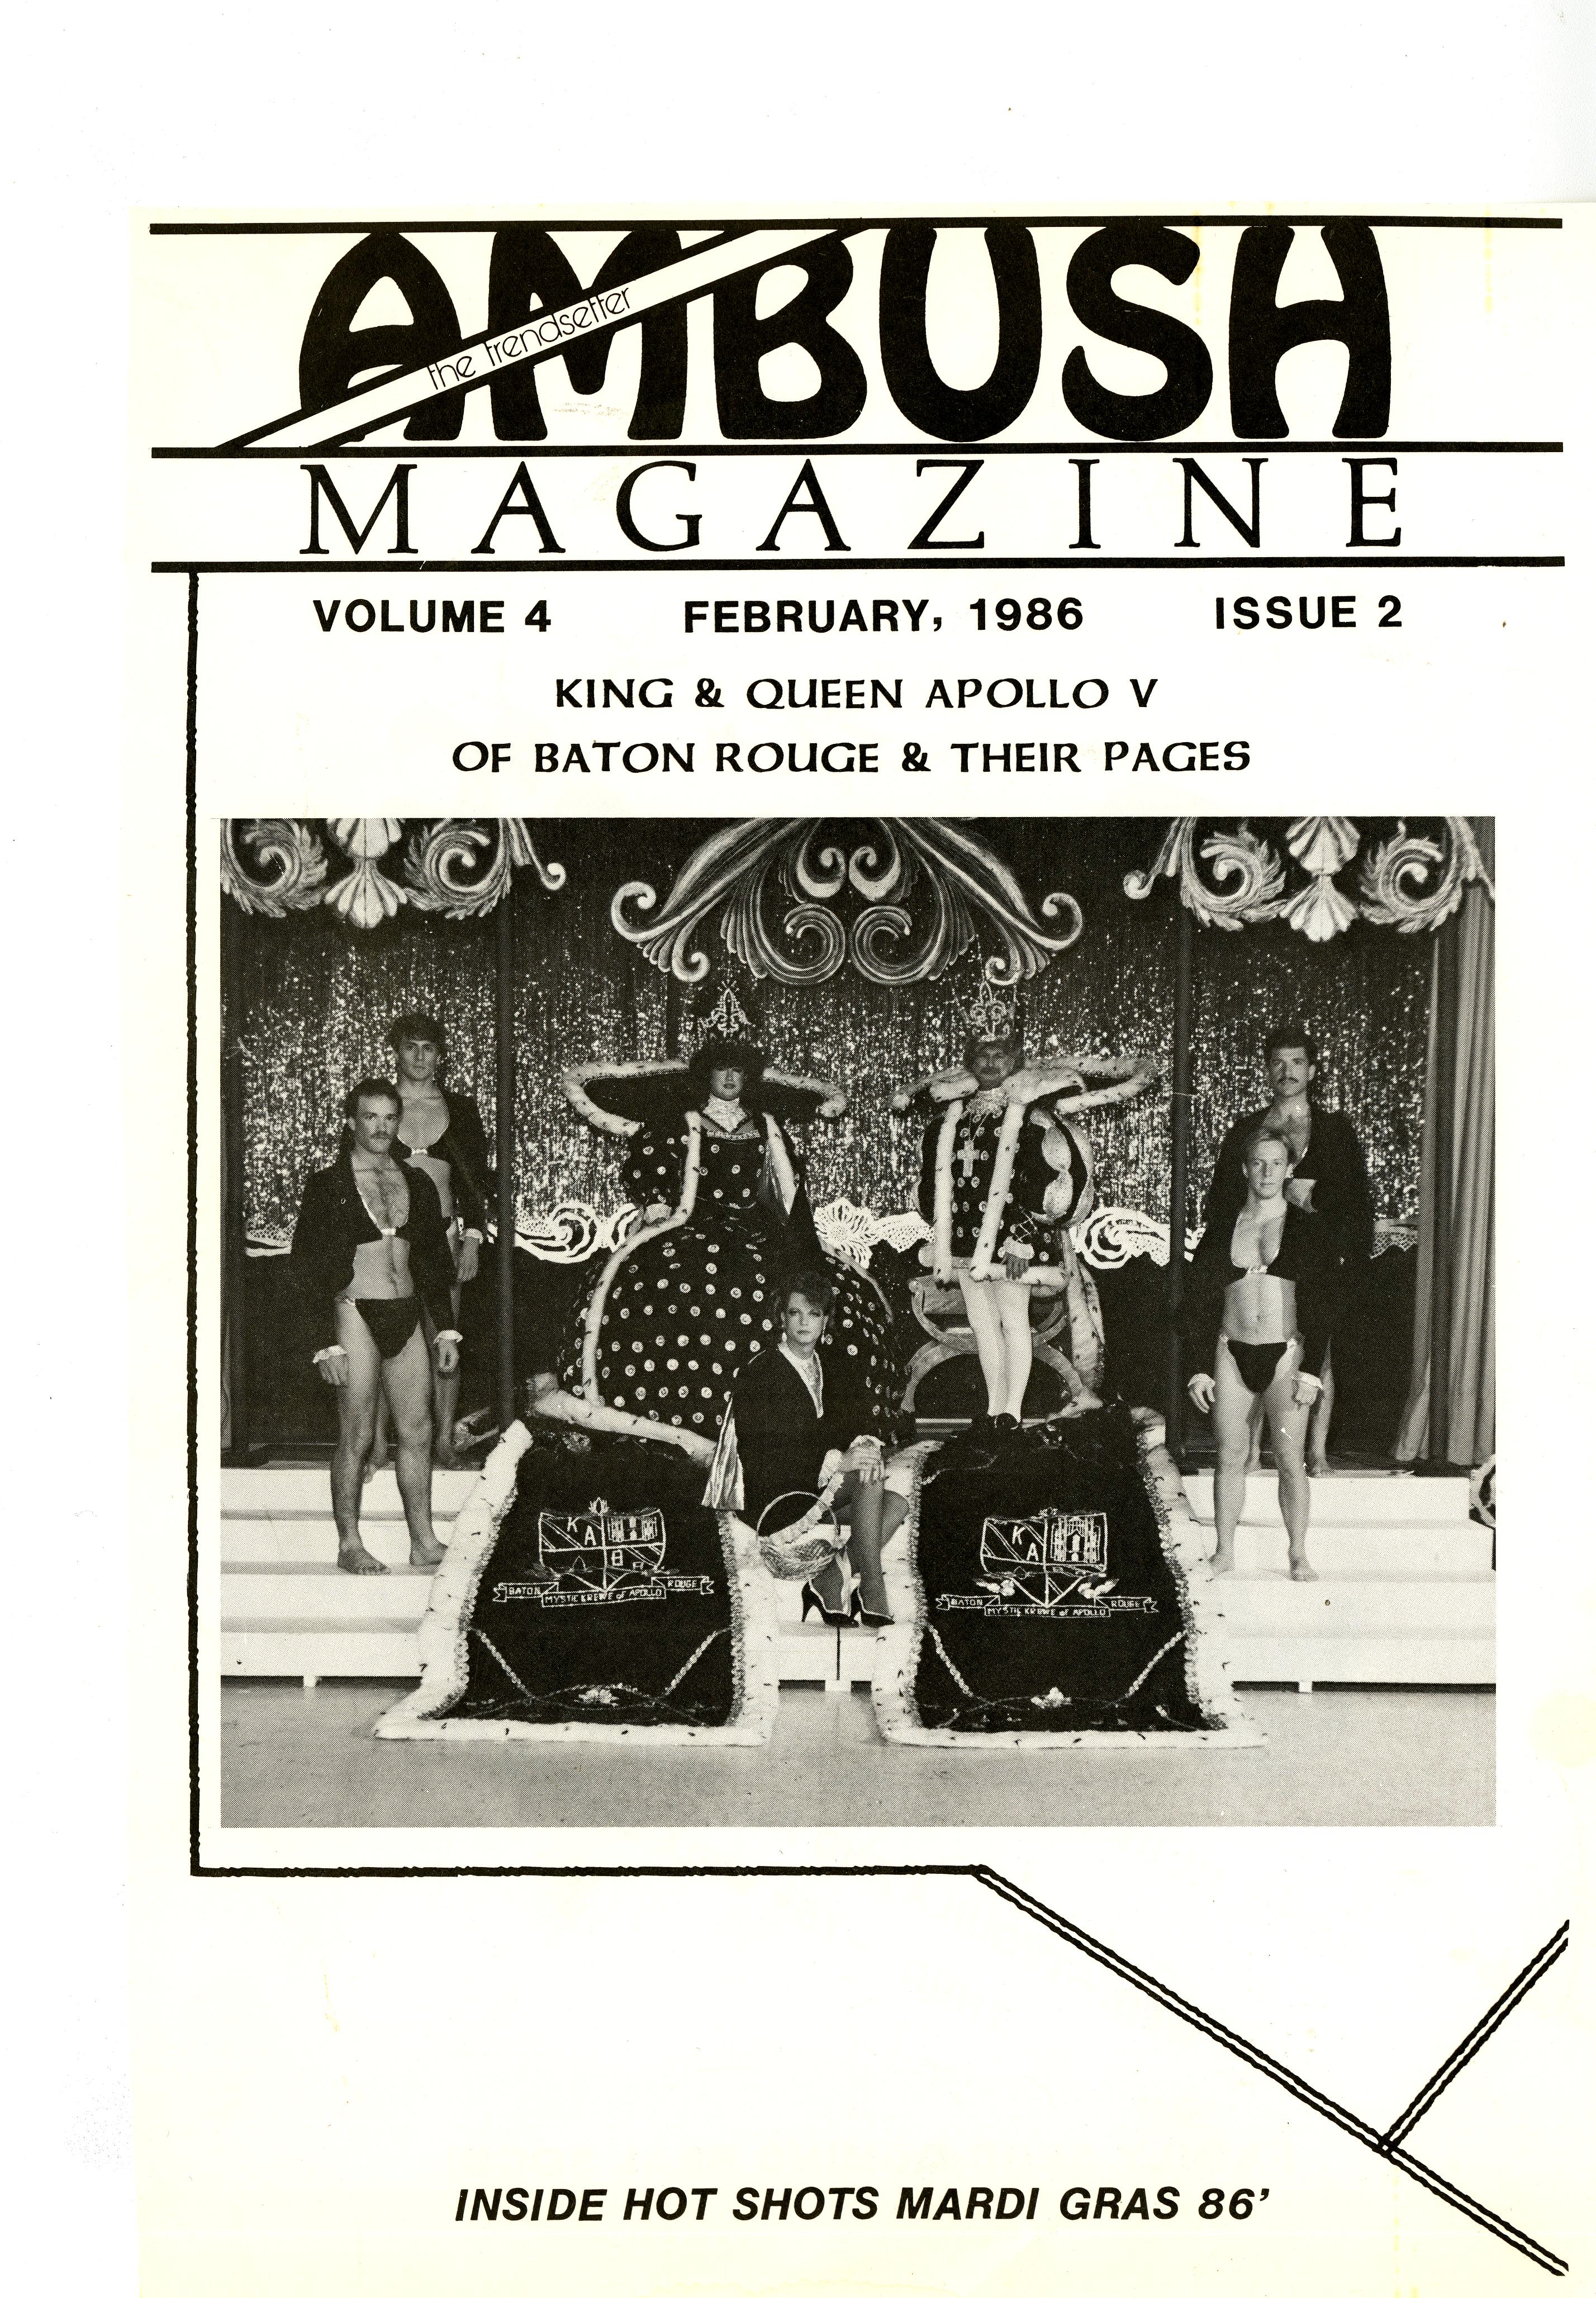 AMBUSH
the trendsetter
MAGAZINE
VOLUME 4 FEBRUARY, 1986 ISSUE 2
KING & QUEEN APOLLO V
OF BATON ROUGE & THEIR PAGES
K
A
B R
BATON ROUGE
MYSTIC KREWE of APOLLO
K
A
BATON ROUGE
MYSTIC KREWE of APOLLO
INSIDE HOT SHOTS MARDI GRAS 86'